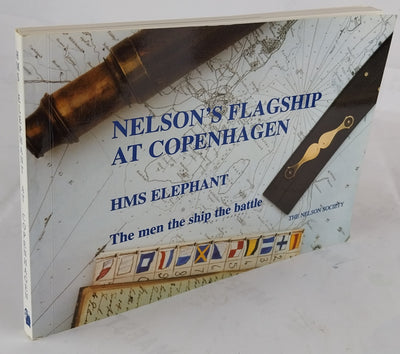 NELSON'S FLAGSHIP
AT COPENHAGEN
HMS ELEPHANT
The men the ship the battle
THE NELSON SOCIETY